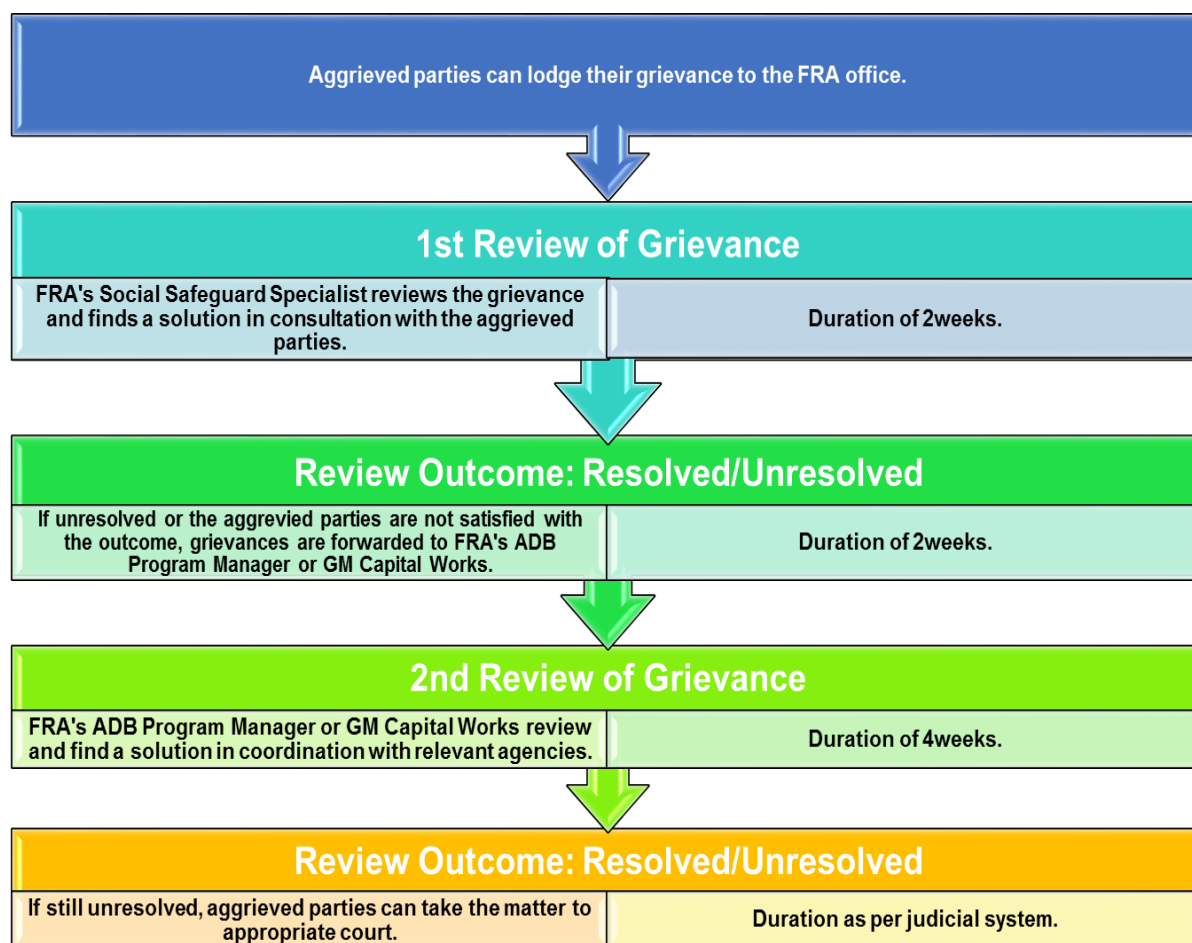 Aggrieved parties can lodge their grievance to the FRA office.
1st Review of Grievance
FRA's Social Safeguard Specialist reviews the grievance
and finds a solution in consultation with the aggrieved
parties.
Duration of 2weeks.
Review Outcome: Resolved/Unresolved
If unresolved or the aggrevied parties are not satisfied with
the outcome, grievances are forwarded to FRA's ADB
Program Manager or GM Capital Works.
Duration of 2weeks.
2nd Review of Grievance
FRA's ADB Program Manager or GM Capital Works review
and find a solution in coordination with relevant agencies.
Duration of 4weeks.
Review Outcome: Resolved/Unresolved
If still unresolved, aggrieved parties can take the matter to
appropriate court.
Duration as per judicial system.